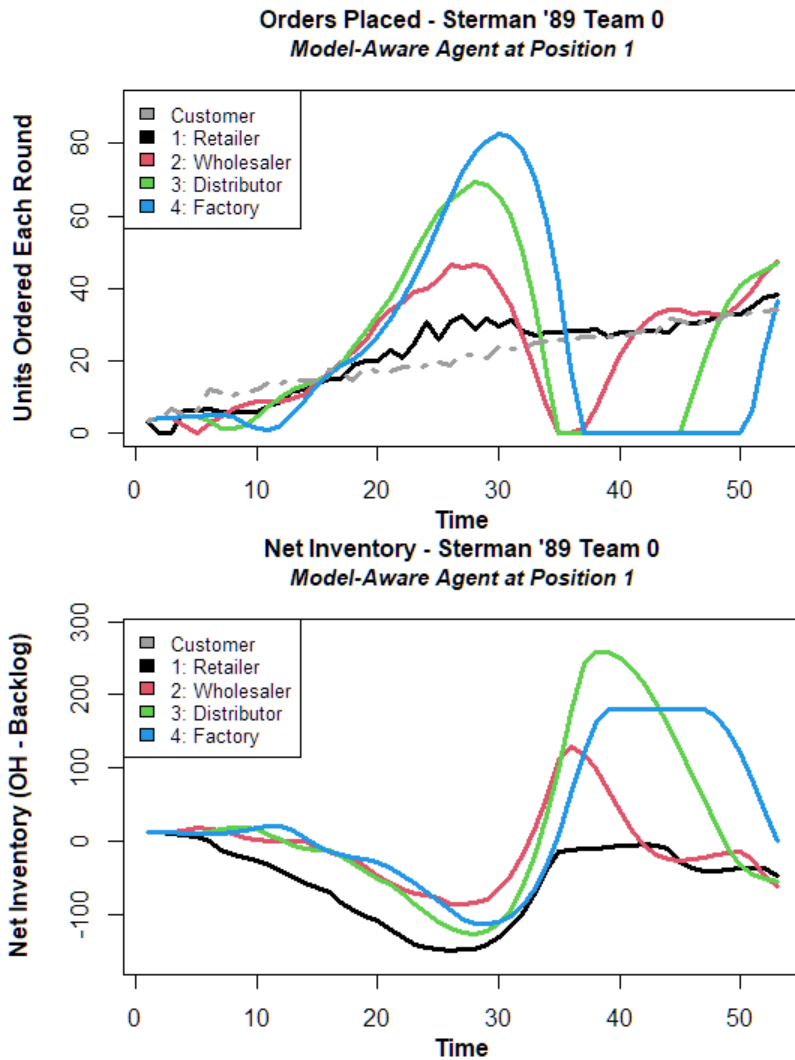 Orders Placed - Sterman '89 Team 0
Model-Aware Agent at Position 1
Units Ordered Each Round
80
60
40
20
0
Customer
1: Retailer
2: Wholesaler
3: Distributor
4: Factory
0 10 20 30 40 50
Time
Net Inventory - Sterman '89 Team 0
Model-Aware Agent at Position 1
Net Inventory (OH - Backlog)
300
200
100
0
-100
Customer
1: Retailer
2: Wholesaler
3: Distributor
4: Factory
0 10 20 30 40 50
Time